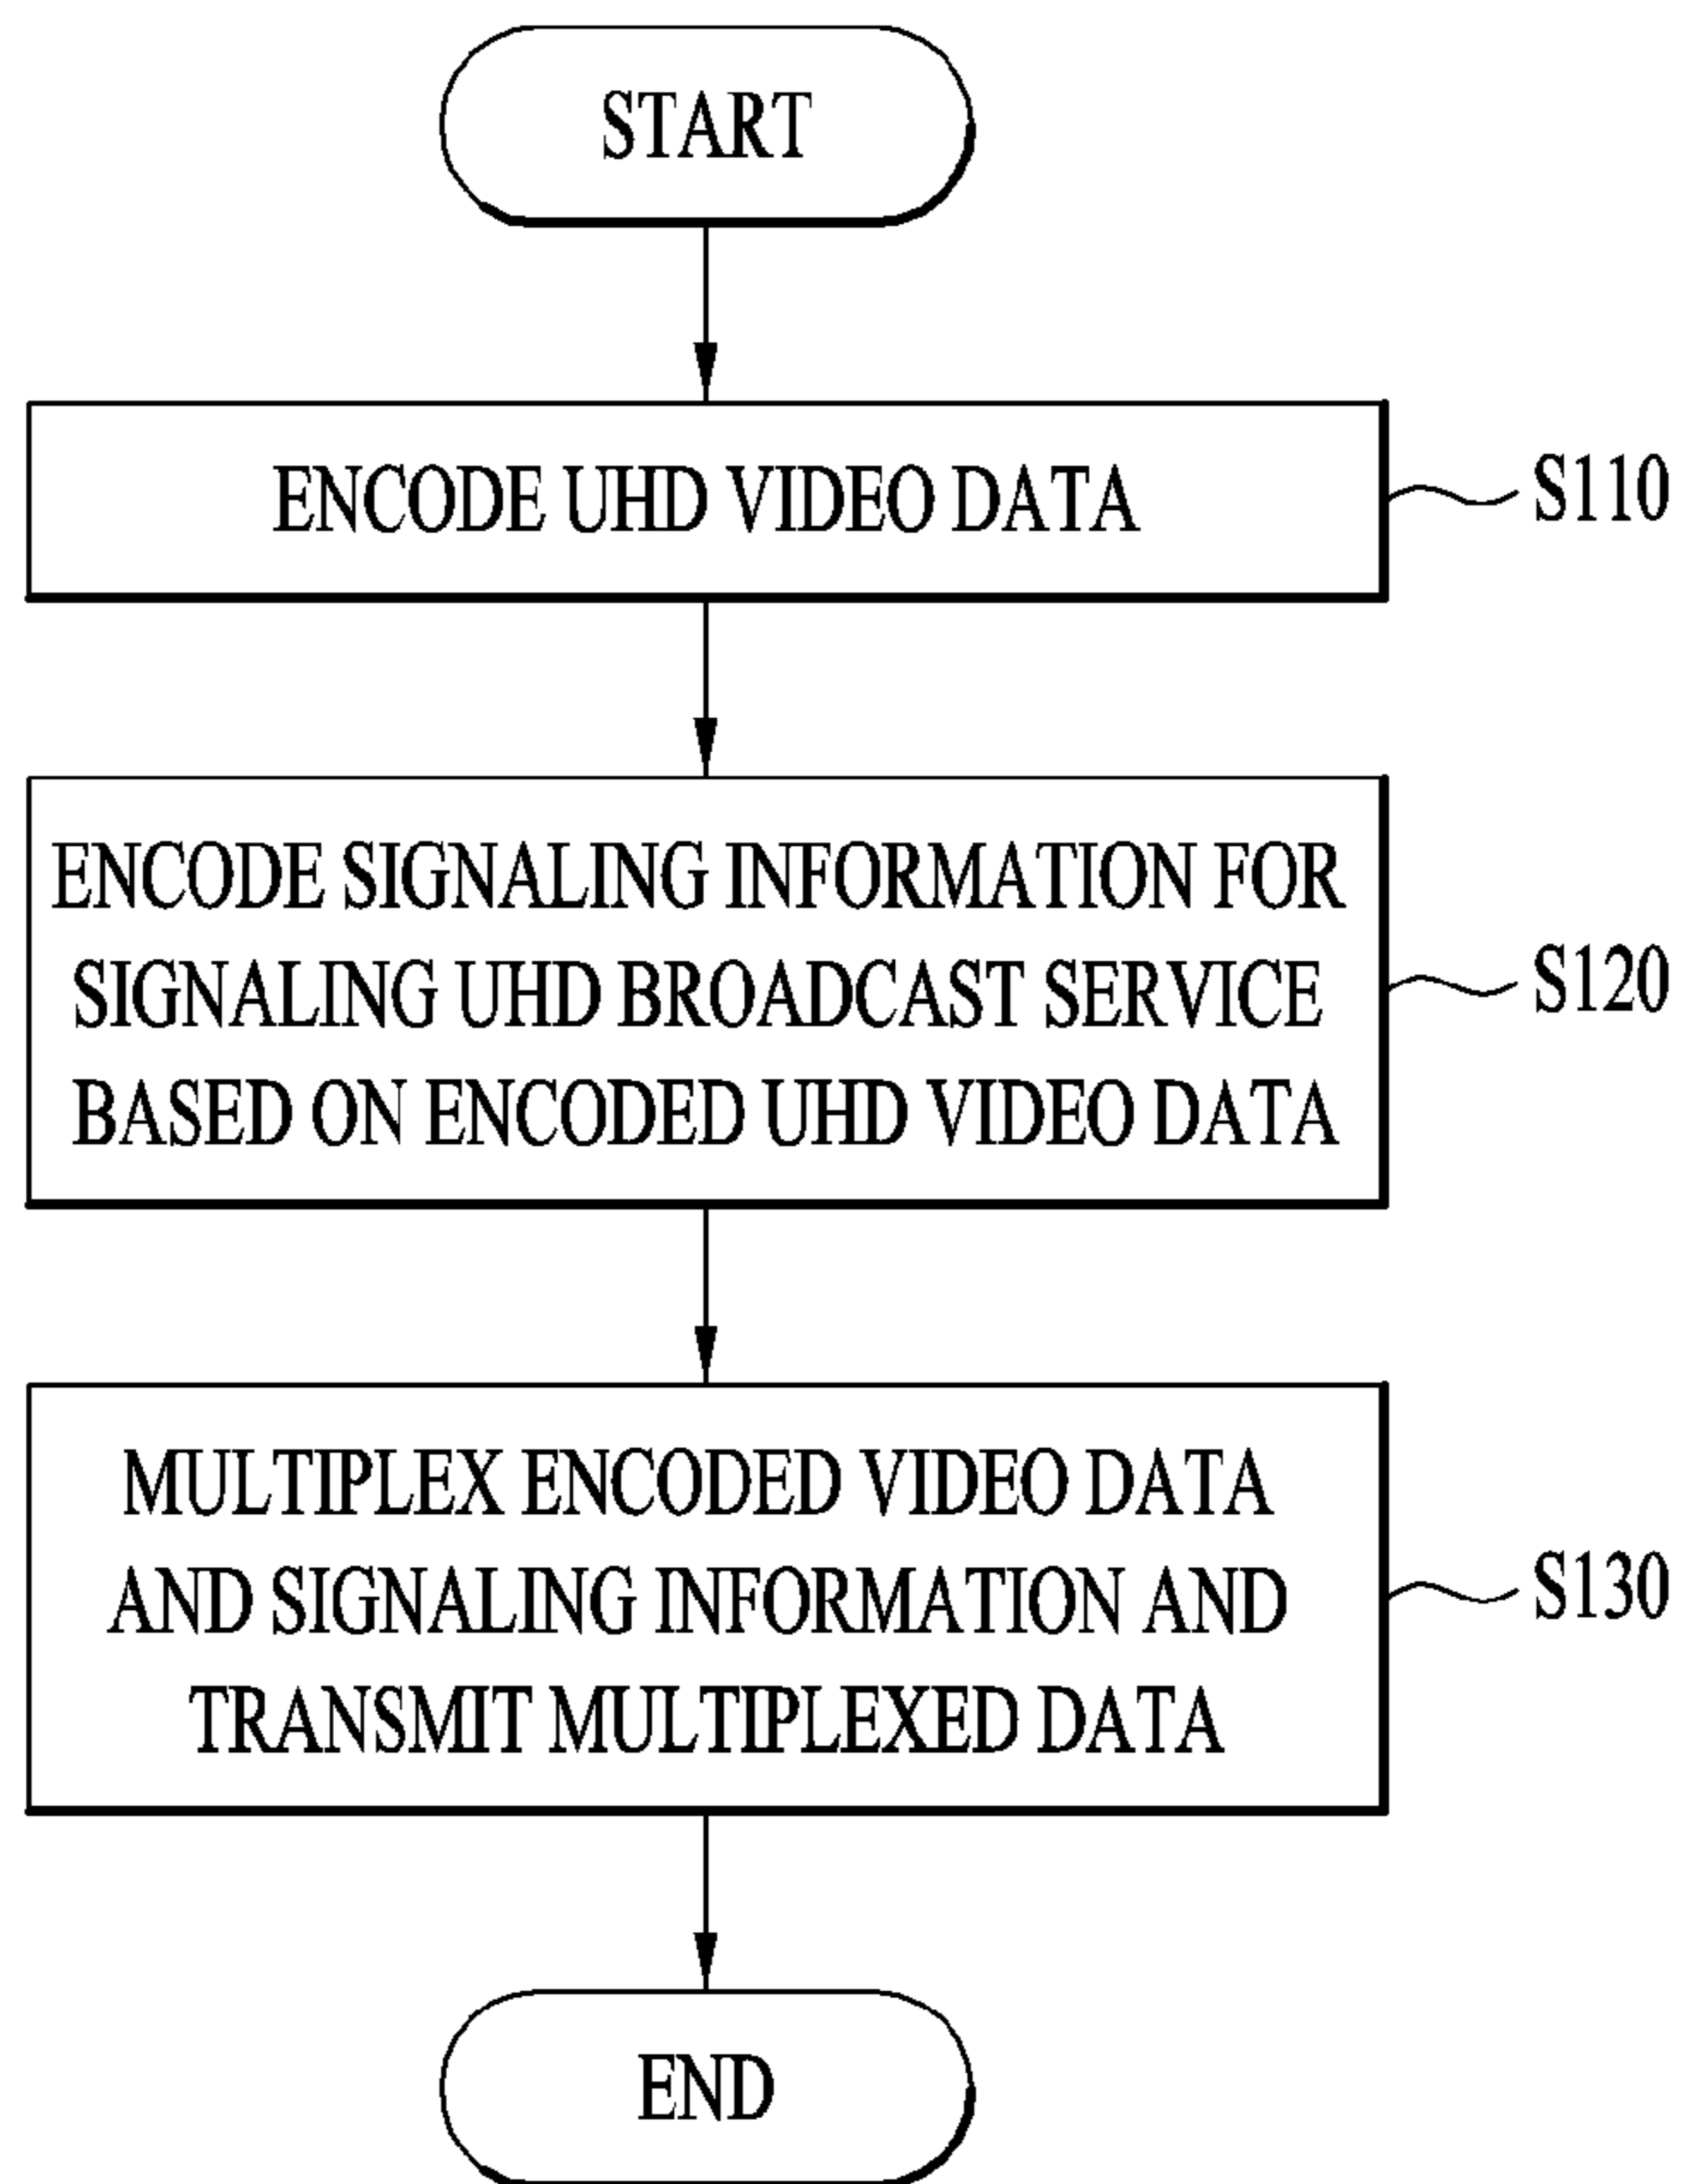 START
ENCODE UHD VIDEO DATA
S110
ENCODE SIGNALING INFORMATION FOR
SIGNALING UHD BROADCAST SERVICE
BASED ON ENCODED UHD VIDEO DATA
S120
MULTIPLEX ENCODED VIDEO DATA
AND SIGNALING INFORMATION AND
TRANSMIT MULTIPLEXED DATA
S130
END